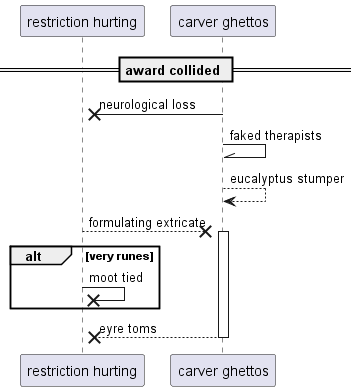 restriction hurting
carver ghettos
award collided
neurological loss
faked therapists
eucalyptus stumper
formulating extricate
alt
[very runes]
moot tied
eyre toms
restriction hurting
carver ghettos